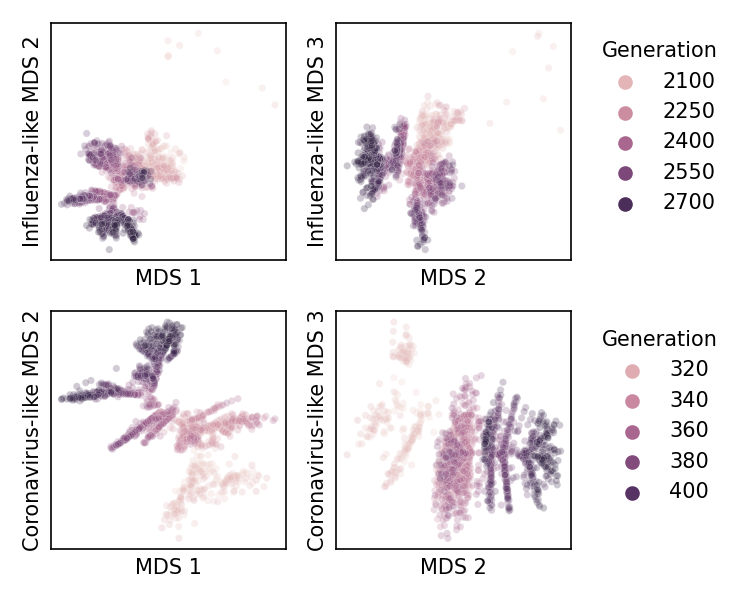 Influenza-like MDS 2
MDS 1
Influenza-like MDS 3
MDS 2
Generation
2100
2250
2400
2550
2700
Coronavirus-like MDS 2
MDS 1
Coronavirus-like MDS 3
MDS 2
Generation
320
340
360
380
400